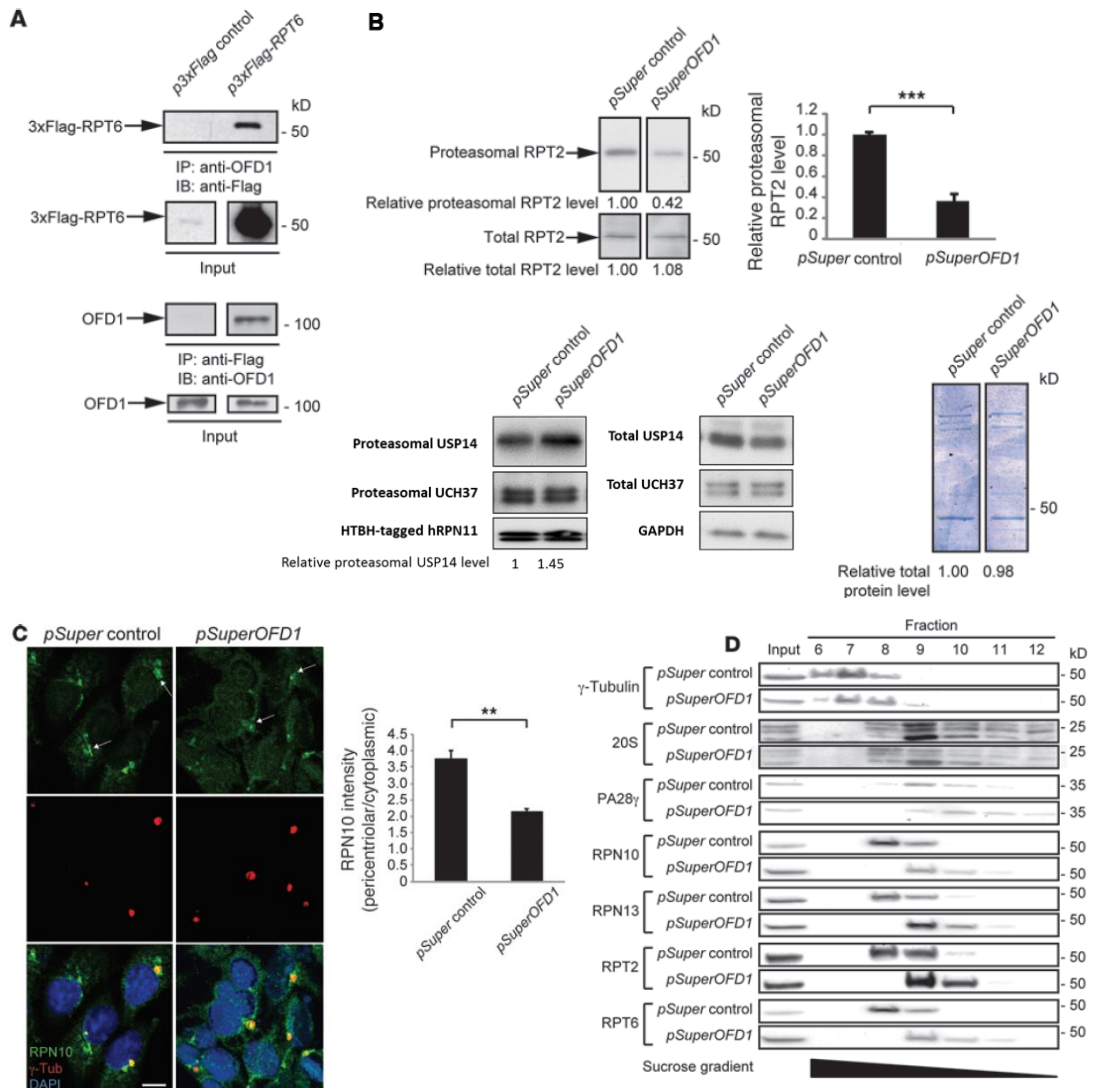 A
p3xFlag control
p3xFlag-RPT6
kD
3xFlag-RPT6
- 50
IP: anti-OFD1
IB: anti-Flag
3xFlag-RPT6
- 50
Input
OFD1
- 100
IP: anti-Flag
IB: anti-OFD1
OFD1
- 100
Input
B
pSuper control
pSuperOFD1
kD
Proteasomal RPT2
- 50
Relative proteasomal RPT2 level 1.00 0.42
Total RPT2
- 50
Relative total RPT2 level 1.00 1.08
Relative proteasomal
RPT2 level
1.2
1.0
0.8
0.6
0.4
0.2
0
***
pSuper control
pSuperOFD1
pSuper control
pSuperOFD1
Proteasomal USP14
Proteasomal UCH37
HTBH-tagged hRPN11
Relative proteasomal USP14 level 1 1.45
pSuper control
pSuperOFD1
Total USP14
Total UCH37
GAPDH
pSuper control
pSuperOFD1
kD
- 50
Relative total 1.00 0.98
protein level
C
pSuper control
pSuperOFD1
RPN10
γ-Tub
DAPI
RPN10 intensity
(pericentriolar/cytoplasmic)
4.5
4.0
3.5
3.0
2.5
2.0
1.5
1.0
0.5
0
**
pSuper control
pSuperOFD1
D
Fraction
Input 6 7 8 9 10 11 12 kD
γ-Tubulin
pSuper control - 50
pSuperOFD1 - 50
20S
pSuper control - 25
pSuperOFD1 - 25
PA28γ
pSuper control - 35
pSuperOFD1 - 35
RPN10
pSuper control - 50
pSuperOFD1 - 50
RPN13
pSuper control - 50
pSuperOFD1 - 50
RPT2
pSuper control - 50
pSuperOFD1 - 50
RPT6
pSuper control - 50
pSuperOFD1 - 50
Sucrose gradient